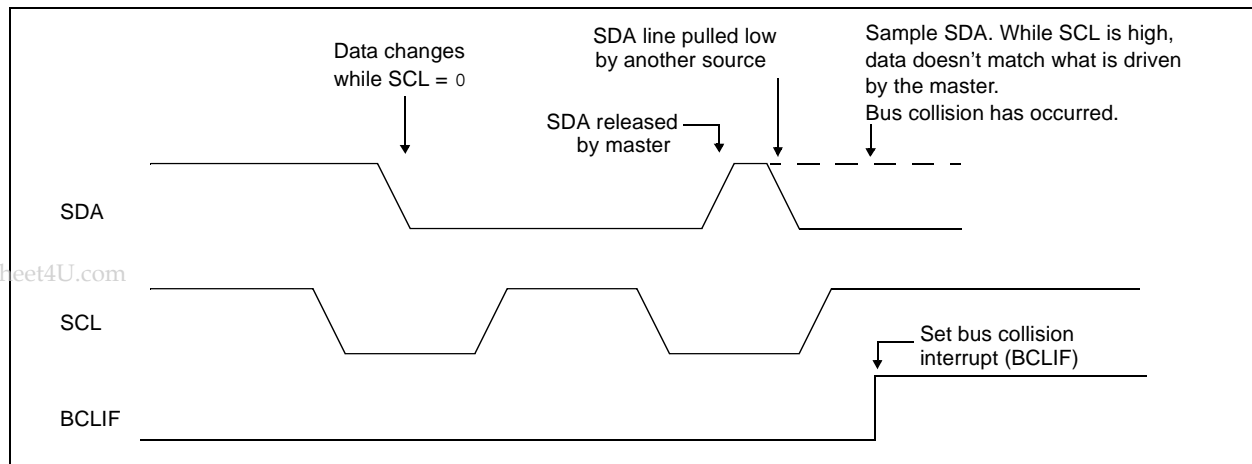 Data changes
while SCL = 0
SDA line pulled low
by another source
Sample SDA. While SCL is high,
data doesn't match what is driven
by the master.
Bus collision has occurred.
SDA released
by master
SDA
heet4U.com
SCL
Set bus collision
interrupt (BCLIF)
BCLIF